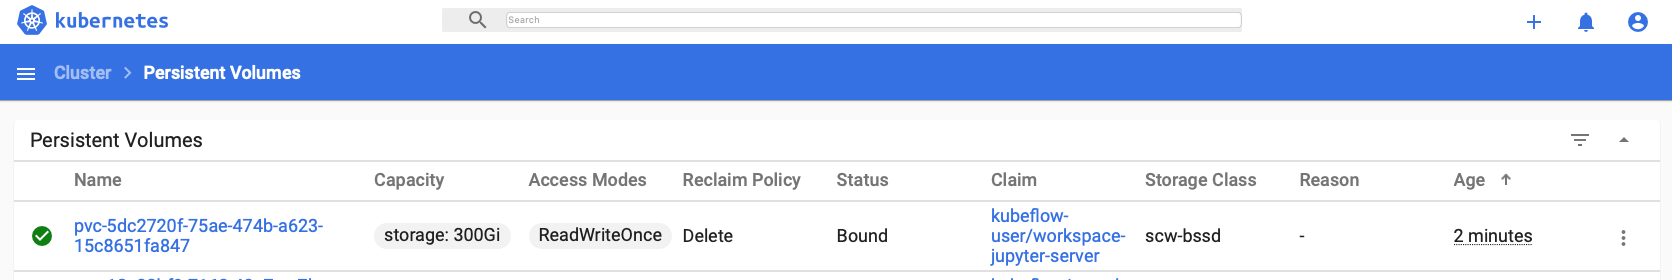 kubernetes
Search
Cluster > Persistent Volumes
Persistent Volumes
Name Capacity Access Modes Reclaim Policy Status Claim Storage Class Reason Age
pvc-5dc2720f-75ae-474b-a623-
15c8651fa847
storage: 300Gi
ReadWriteOnce
Delete
Bound
kubeflow-
user/workspace-
jupyter-server
scw-bssd
-
2 minutes